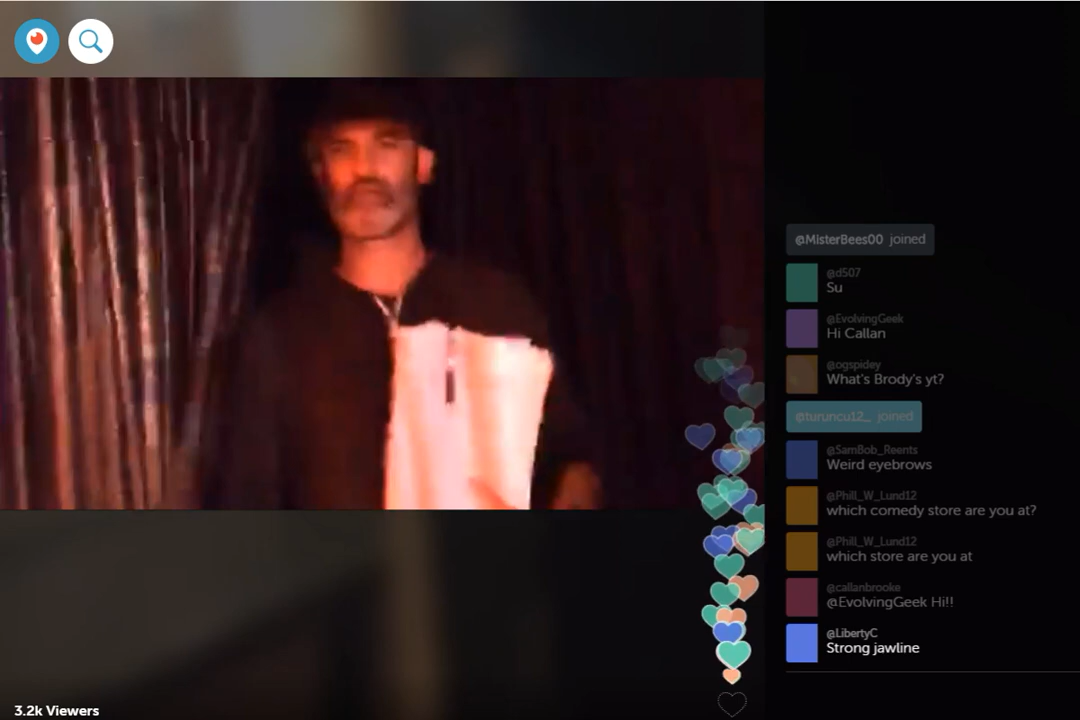 @MisterBees00 joined
@d507
Su
@EvolvingGeek
Hi Callan
@ogspidey
What's Brody's yt?
@turuncu12_ joined
@SamBob_Reents
Weird eyebrows
@Phill_W_Lund12
which comedy store are you at?
@Phill_W_Lund12
which store are you at
@callanbrooke
@EvolvingGeek Hi!!
@LibertyC
Strong jawline
3.2k Viewers